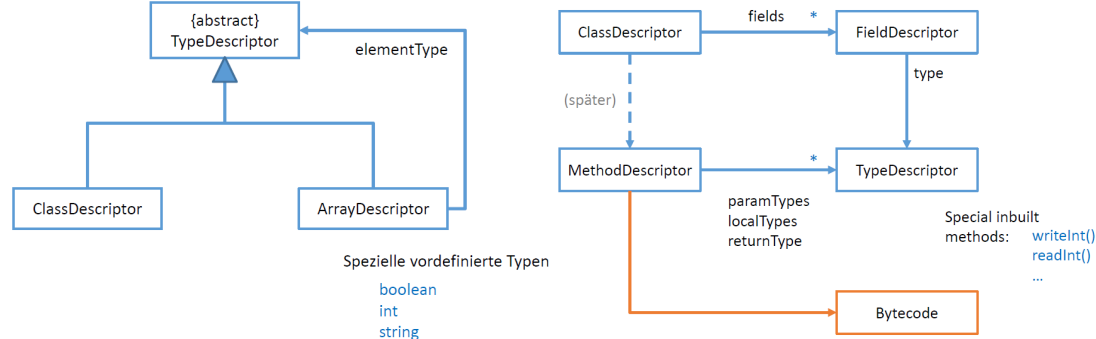 {abstract}
TypeDescriptor
elementType
ClassDescriptor
ArrayDescriptor
Spezielle vordefinierte Typen
boolean
int
string
ClassDescriptor
fields
*
FieldDescriptor
(später)
type
MethodDescriptor
*
TypeDescriptor
paramTypes
localTypes
returnType
Special inbuilt
methods: writeInt()
readInt()
...
Bytecode